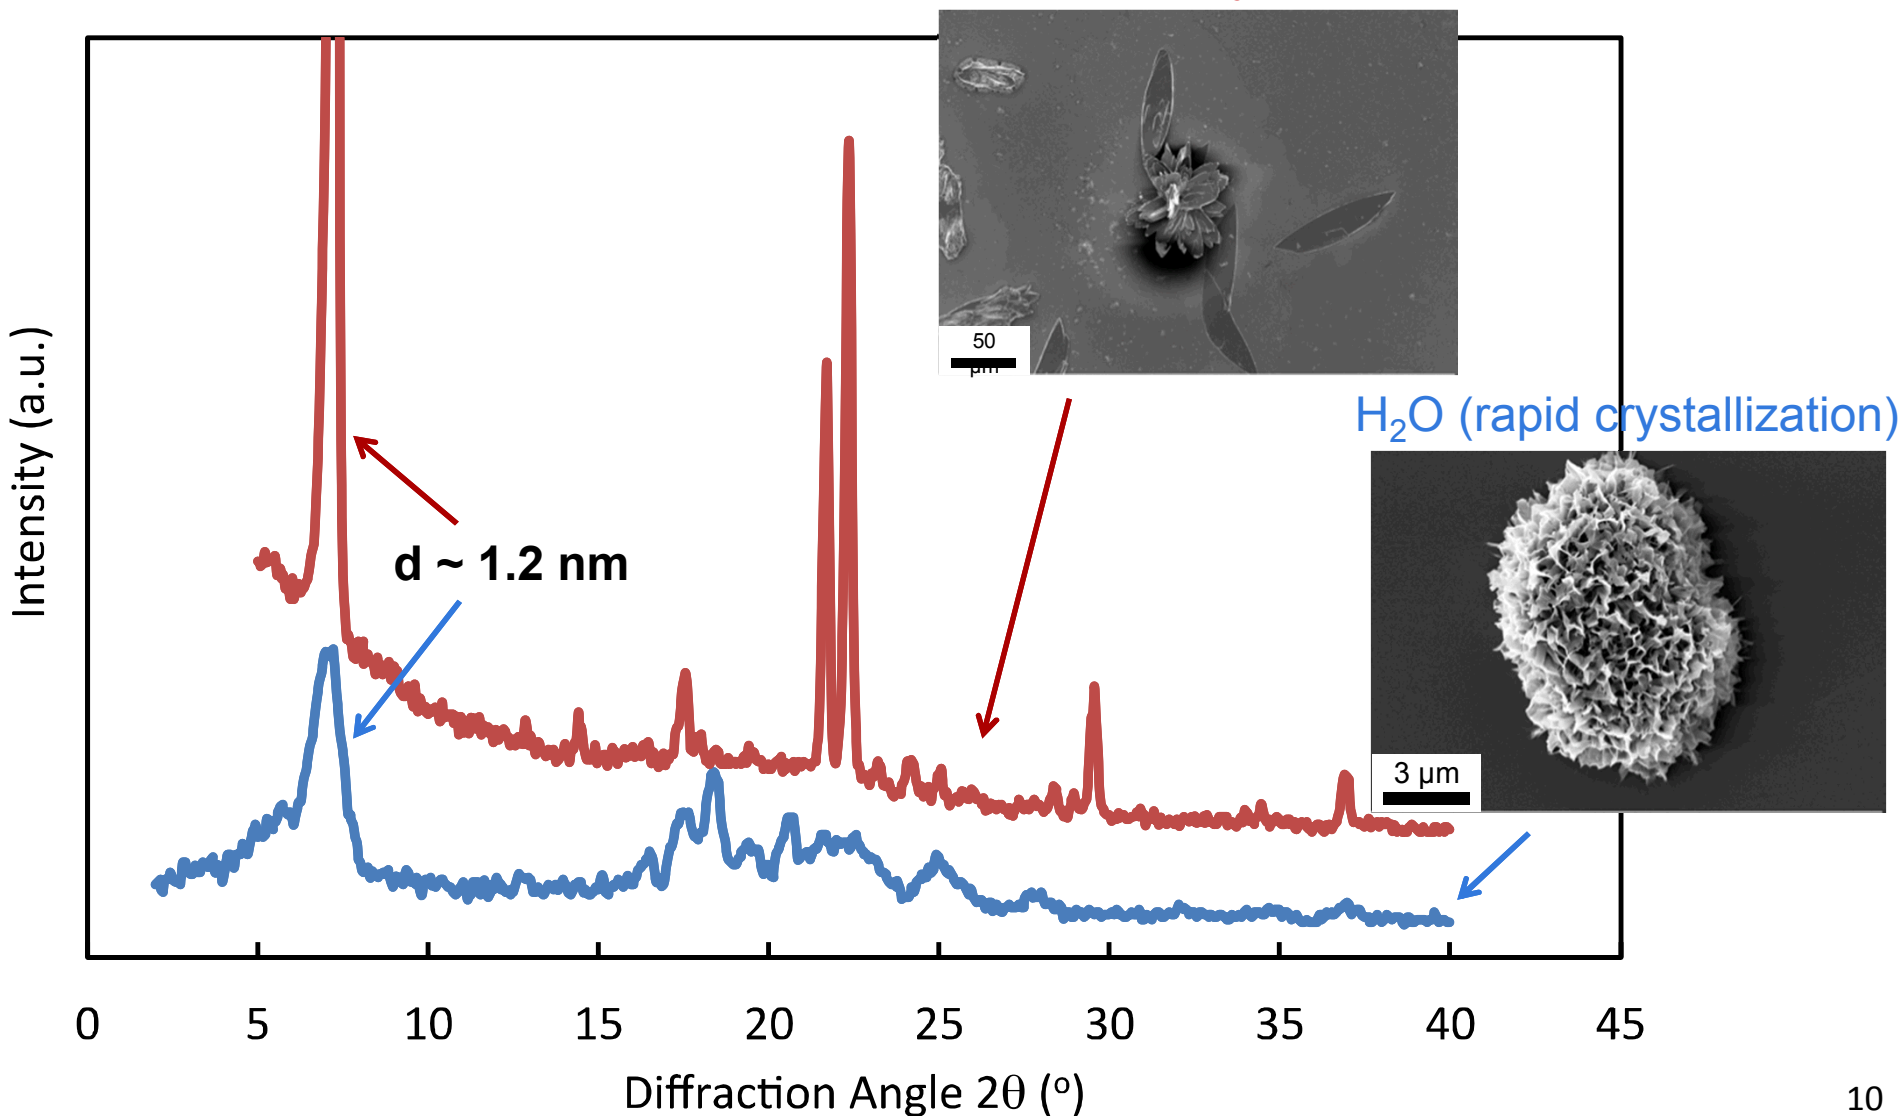 50
µm
H₂O (rapid crystallization)
Intensity (a.u.)
d ~ 1.2 nm
3 µm
0 5 10 15 20 25 30 35 40 45
Diffraction Angle 2θ (°)
10